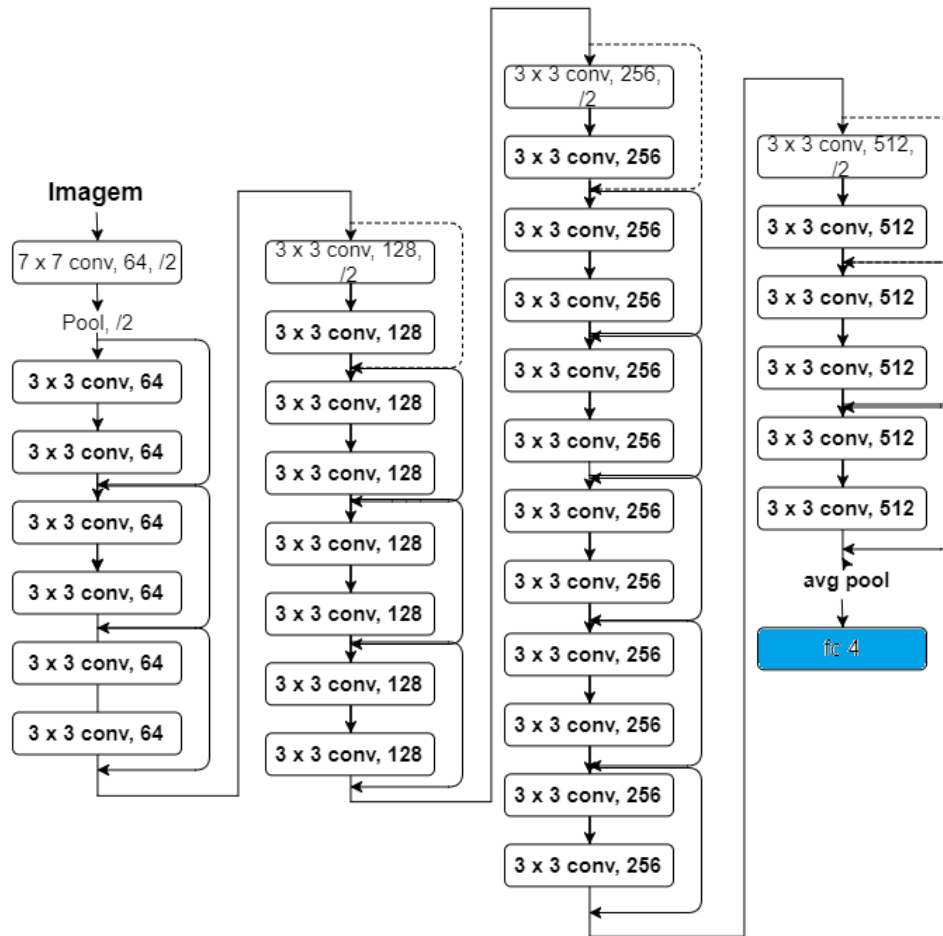 Imagem
7 x 7 conv, 64, /2
Pool, /2
3 x 3 conv, 64
3 x 3 conv, 64
3 x 3 conv, 64
3 x 3 conv, 64
3 x 3 conv, 64
3 x 3 conv, 64
3 x 3 conv, 128,
/2
3 x 3 conv, 128
3 x 3 conv, 128
3 x 3 conv, 128
3 x 3 conv, 128
3 x 3 conv, 128
3 x 3 conv, 128
3 x 3 conv, 128
3 x 3 conv, 256,
/2
3 x 3 conv, 256
3 x 3 conv, 256
3 x 3 conv, 256
3 x 3 conv, 256
3 x 3 conv, 256
3 x 3 conv, 256
3 x 3 conv, 256
3 x 3 conv, 256
3 x 3 conv, 256
3 x 3 conv, 256
3 x 3 conv, 256
3 x 3 conv, 512,
/2
3 x 3 conv, 512
3 x 3 conv, 512
3 x 3 conv, 512
3 x 3 conv, 512
3 x 3 conv, 512
avg pool
fc 4